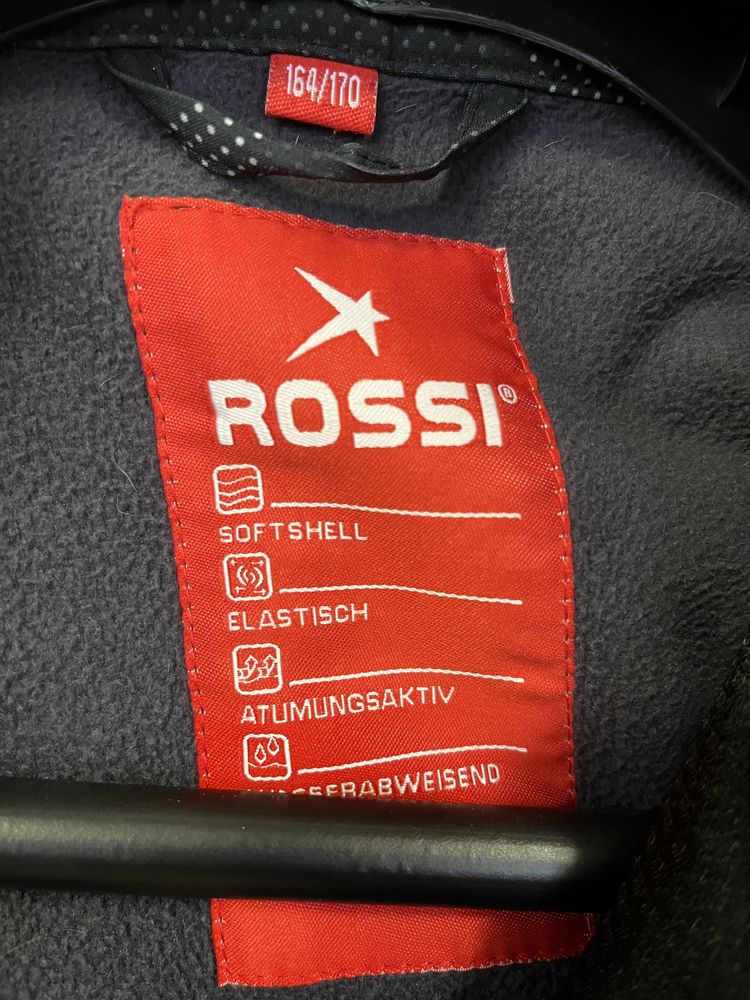 164/170
ROSSI®
SOFTSHELL
ELASTISCH
ATUMUNGSAKTIV